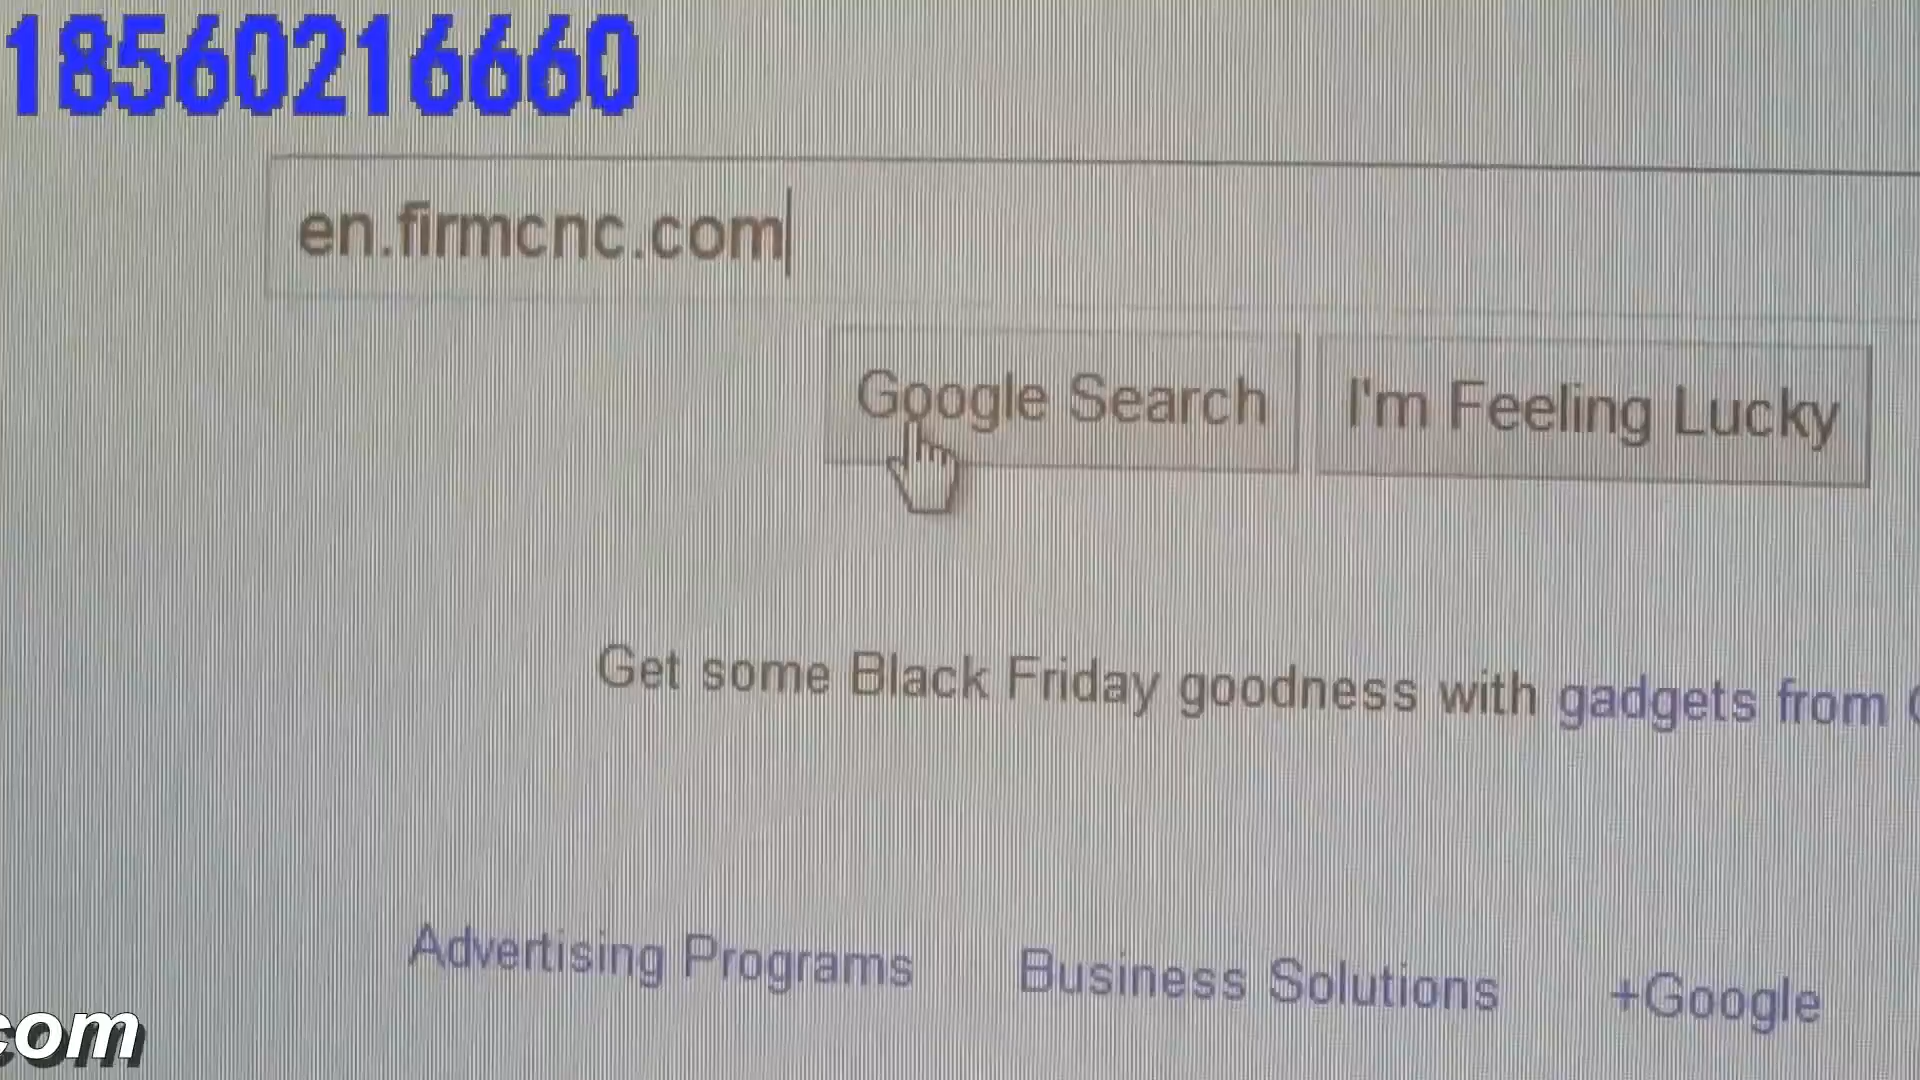 18560216660
en.firmcnc.com
Google Search
I'm Feeling Lucky
Get some Black Friday goodness with gadgets from
Advertising Programs
Business Solutions
+Google
com